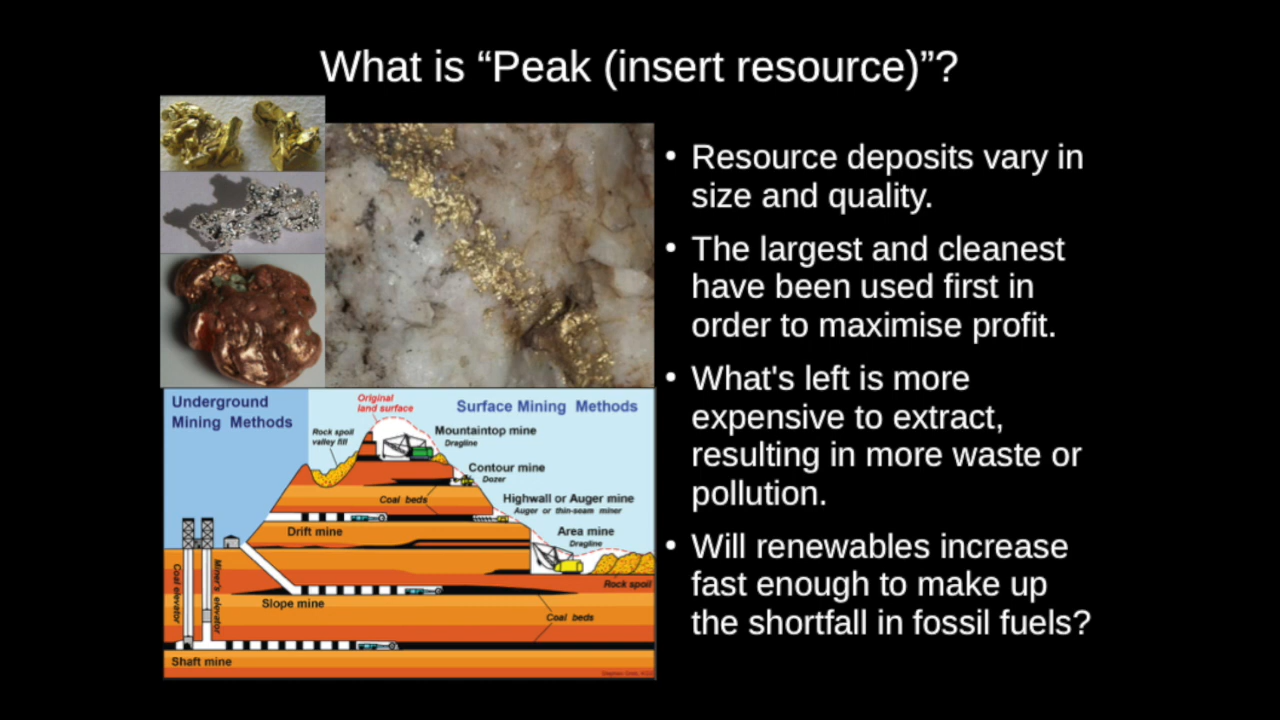 What is “Peak (insert resource)”?
• Resource deposits vary in
size and quality.
• The largest and cleanest
have been used first in
order to maximise profit.
• What's left is more
expensive to extract,
resulting in more waste or
pollution.
• Will renewables increase
fast enough to make up
the shortfall in fossil fuels?
Underground
Mining Methods
Original
land surface
Surface Mining Methods
Rock spoil
valley fill
Mountaintop mine
Dragline
Contour mine
Dozer
Coal beds
Highwall or Auger mine
Auger or thin-seam miner
Drift mine
Area mine
Dragline
Coal elevator
Miner's elevator
Rock spoil
Slope mine
Coal beds
Shaft mine